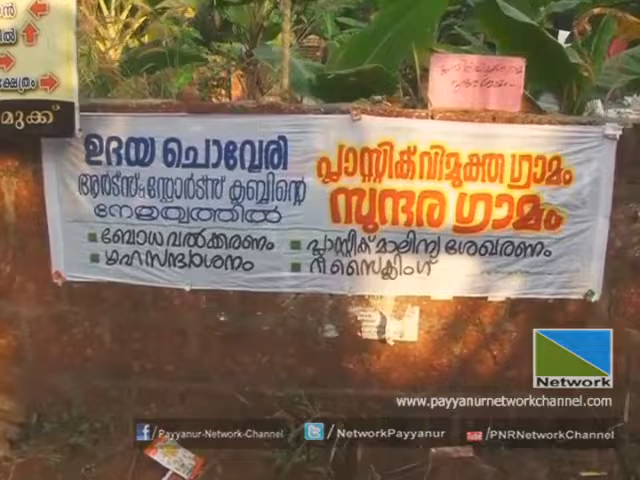 മുക്ക്
ഉദയ ചൊവ്വേരി
ആർട്സ് & സ്പോർട്സ് ക്ലബ്ബിന്റെ
നേതൃത്വത്തിൽ
ബോധവൽക്കരണം
ഗൃഹസന്ദർശനം
പ്ലാസ്റ്റിക് വിമുക്ത ഗ്രാമം
സുന്ദര ഗ്രാമം
പ്ലാസ്റ്റിക് മാലിന്യ ശേഖരണം
റീ സൈക്ലിംഗ്
Network
www.payyanurnetworkchannel.com
/Payyanur-Network-Channel
/NetworkPayyanur
/PNRNetworkChannel